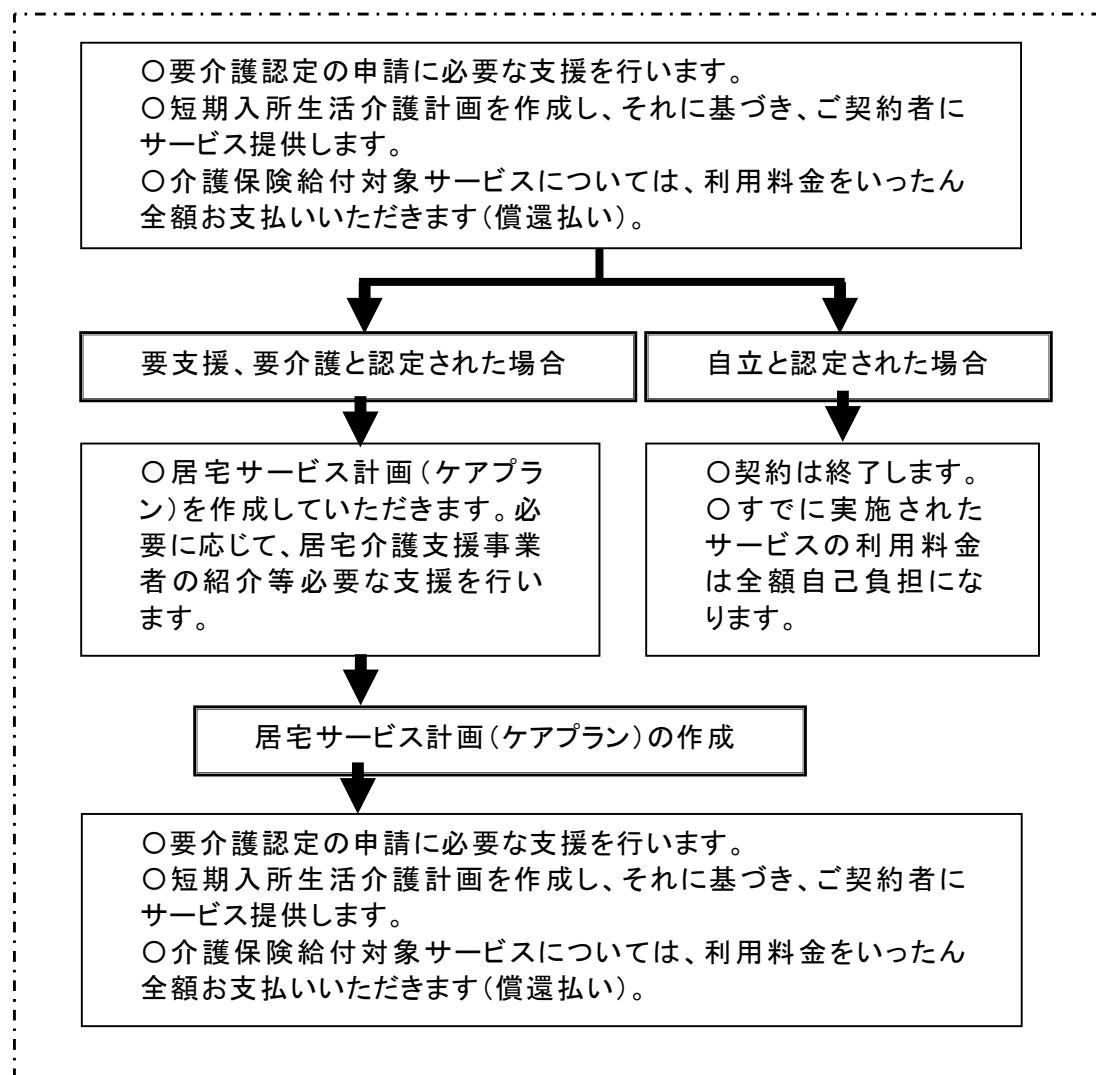 〇要介護認定の申請に必要な支援を行います。
〇短期入所生活介護計画を作成し、それに基づき、ご契約者に
サービス提供します。
〇介護保険給付対象サービスについては、利用料金をいったん
全額お支払いいただきます(償還払い)。
要支援、要介護と認定された場合
自立と認定された場合
〇居宅サービス計画(ケアプラ
ン)を作成していただきます。必
要に応じて、居宅介護支援事業
者の紹介等必要な支援を行い
ます。
〇契約は終了します。
〇すでに実施された
サービスの利用料金
は全額自己負担にな
ります。
居宅サービス計画(ケアプラン)の作成
〇要介護認定の申請に必要な支援を行います。
〇短期入所生活介護計画を作成し、それに基づき、ご契約者に
サービス提供します。
〇介護保険給付対象サービスについては、利用料金をいったん
全額お支払いいただきます(償還払い)。